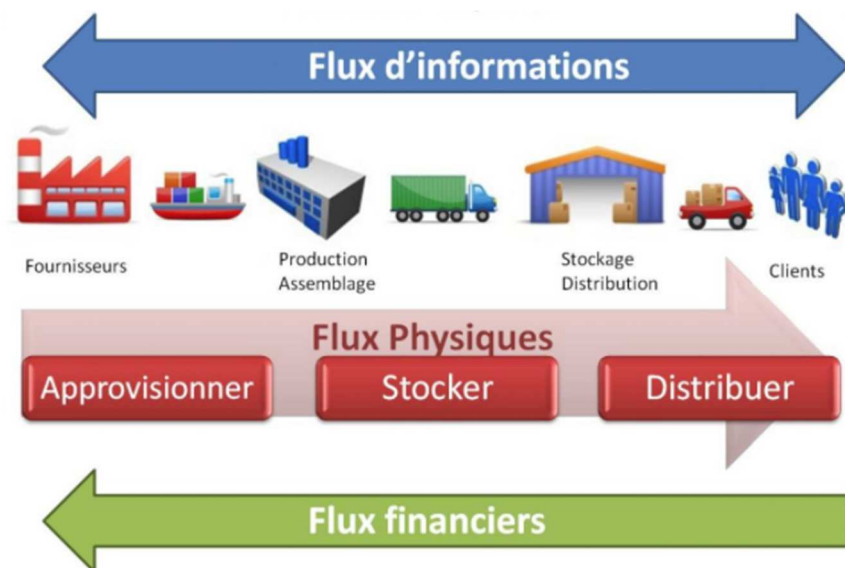 Flux d’informations
Fournisseurs
Production
Assemblage
Stockage
Distribution
Clients
Flux Physiques
Approvisionner
Stocker
Distribuer
Flux financiers